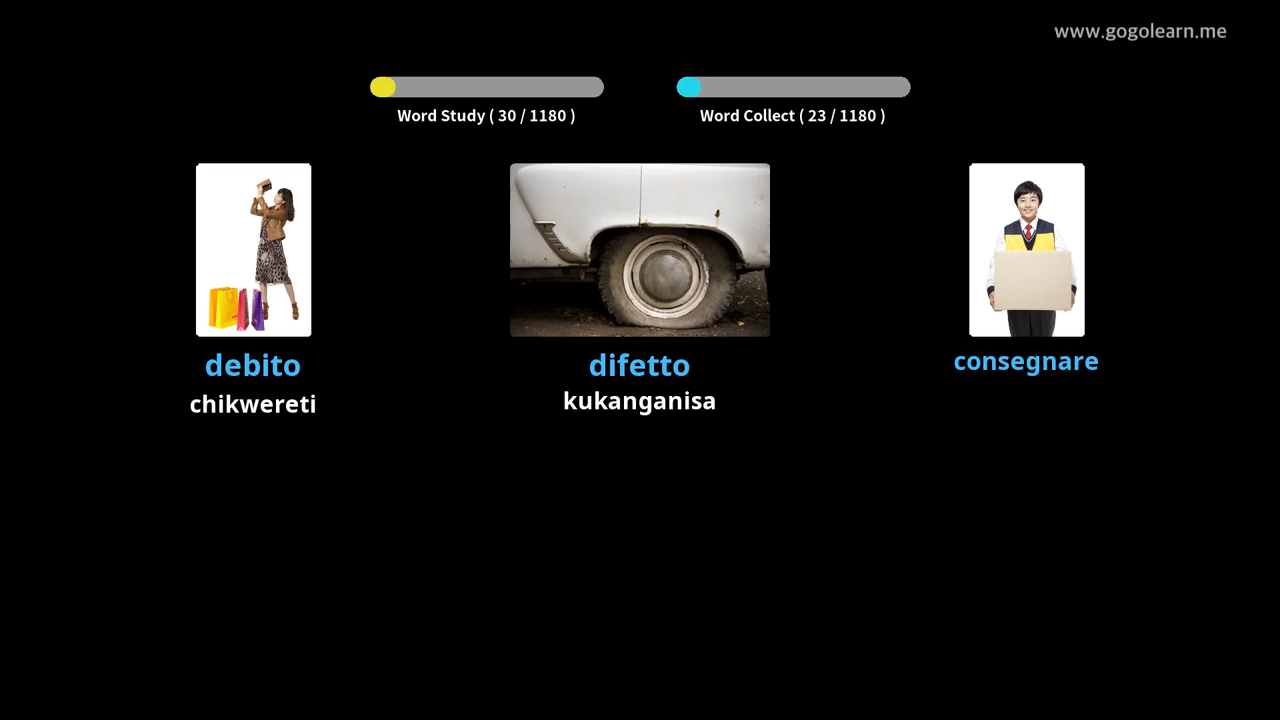 www.gogolearn.me
Word Study ( 30 / 1180 )
Word Collect ( 23 / 1180 )
debito
chikwereti
difetto
kukanganisa
consegnare